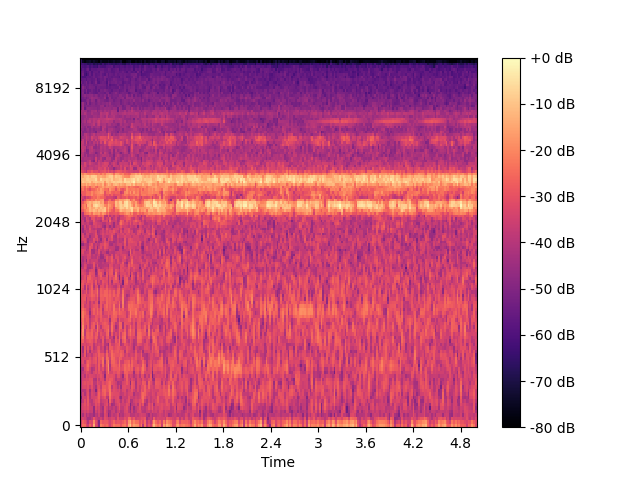 +0 dB
8192
-10 dB
4096
-20 dB
-30 dB
2048
Hz
-40 dB
1024
-50 dB
512
-60 dB
-70 dB
0
-80 dB
0 0.6 1.2 1.8 2.4 3 3.6 4.2 4.8
Time